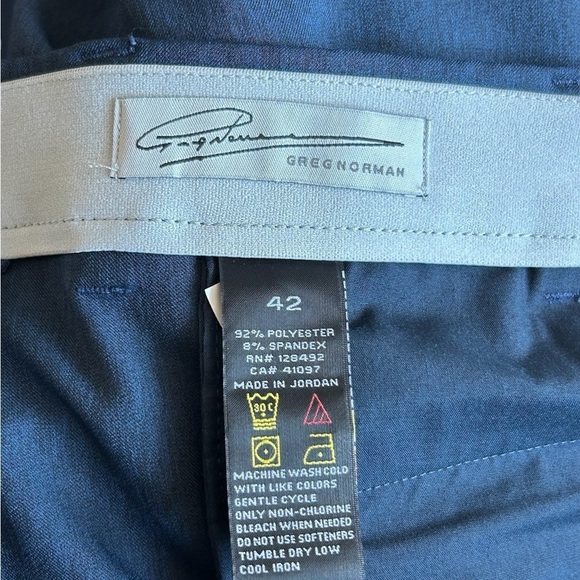 Greg Norman
GREG NORMAN
42
92% POLYESTER
8% SPANDEX
RN# 128492
CA# 41097
MADE IN JORDAN
30 C
MACHINE WASH COLD
WITH LIKE COLORS
GENTLE CYCLE
ONLY NON-CHLORINE
BLEACH WHEN NEEDED
DO NOT USE SOFTENERS
TUMBLE DRY LOW
COOL IRON